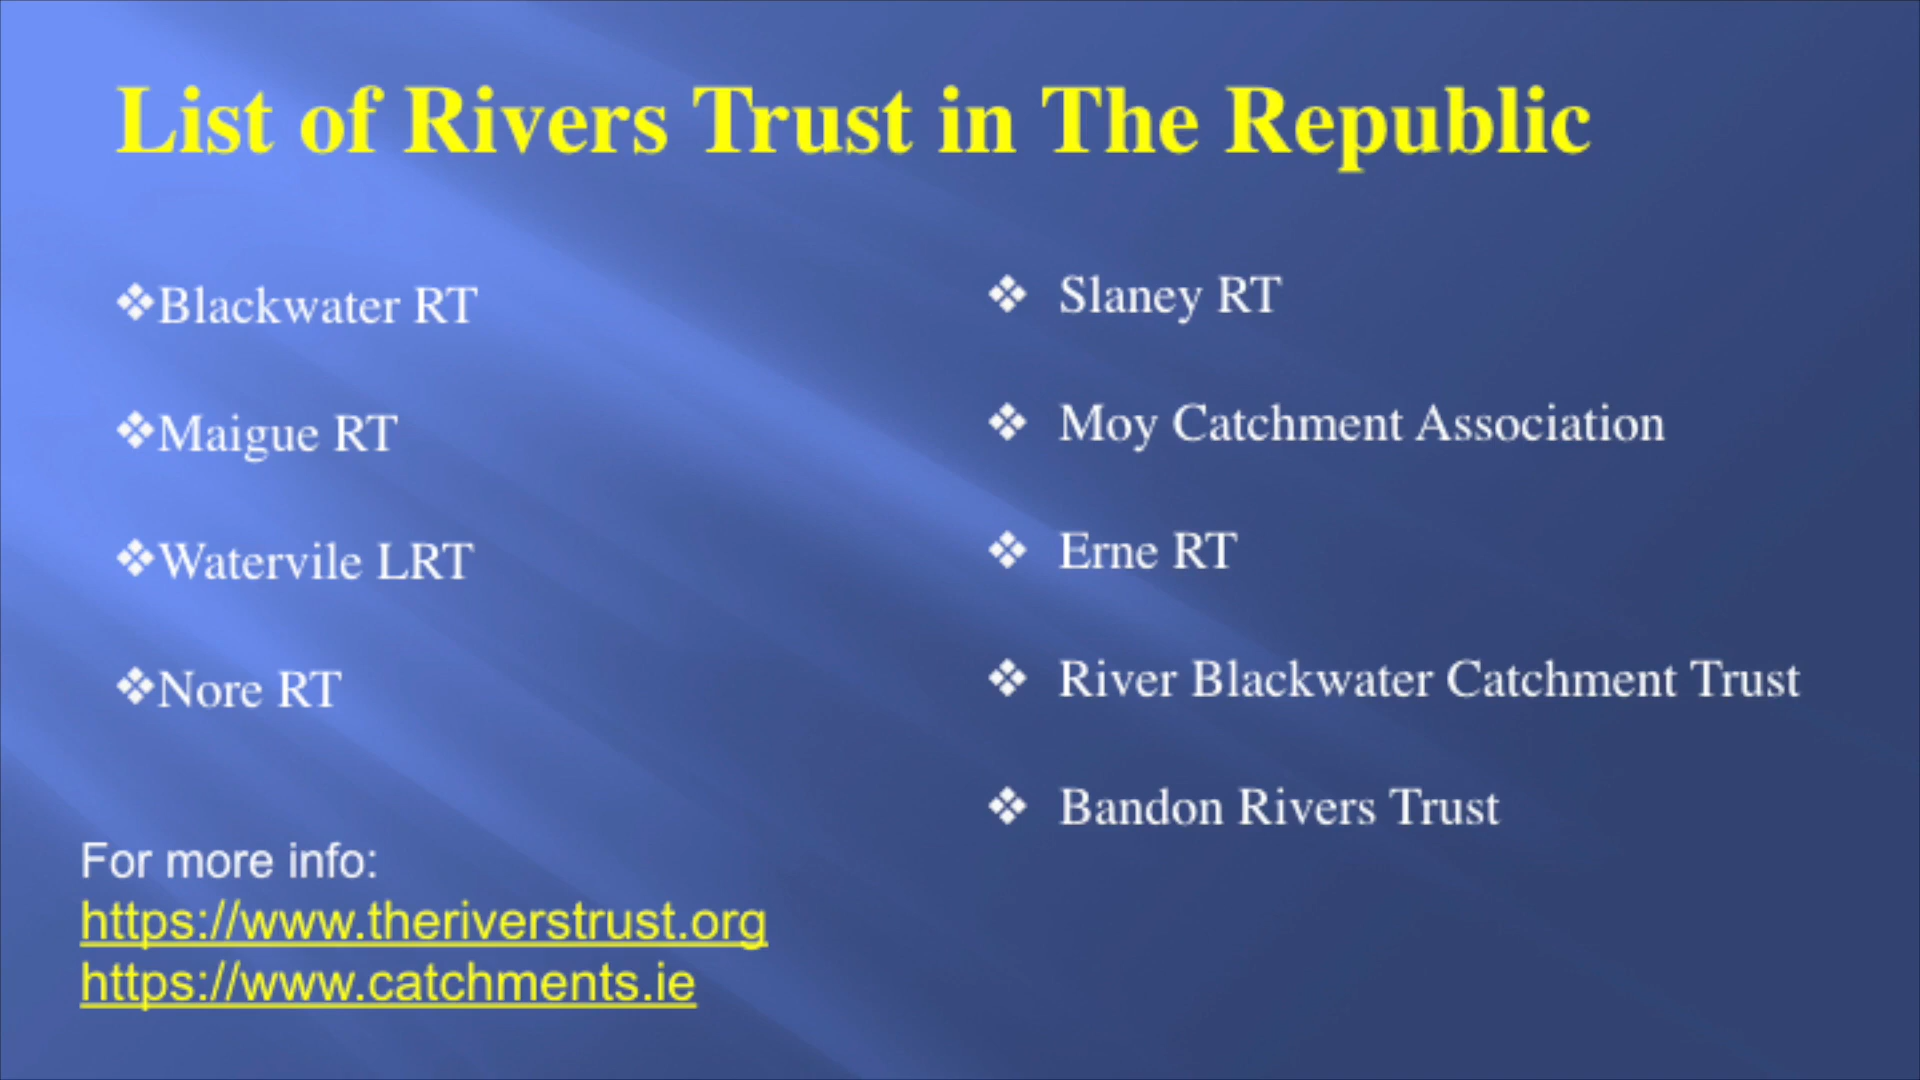 List of Rivers Trust in The Republic
❖Blackwater RT
❖Maigue RT
❖Watervile LRT
❖Nore RT
❖ Slaney RT
❖ Moy Catchment Association
❖ Erne RT
❖ River Blackwater Catchment Trust
❖ Bandon Rivers Trust
For more info:
https://www.theriverstrust.org
https://www.catchments.ie